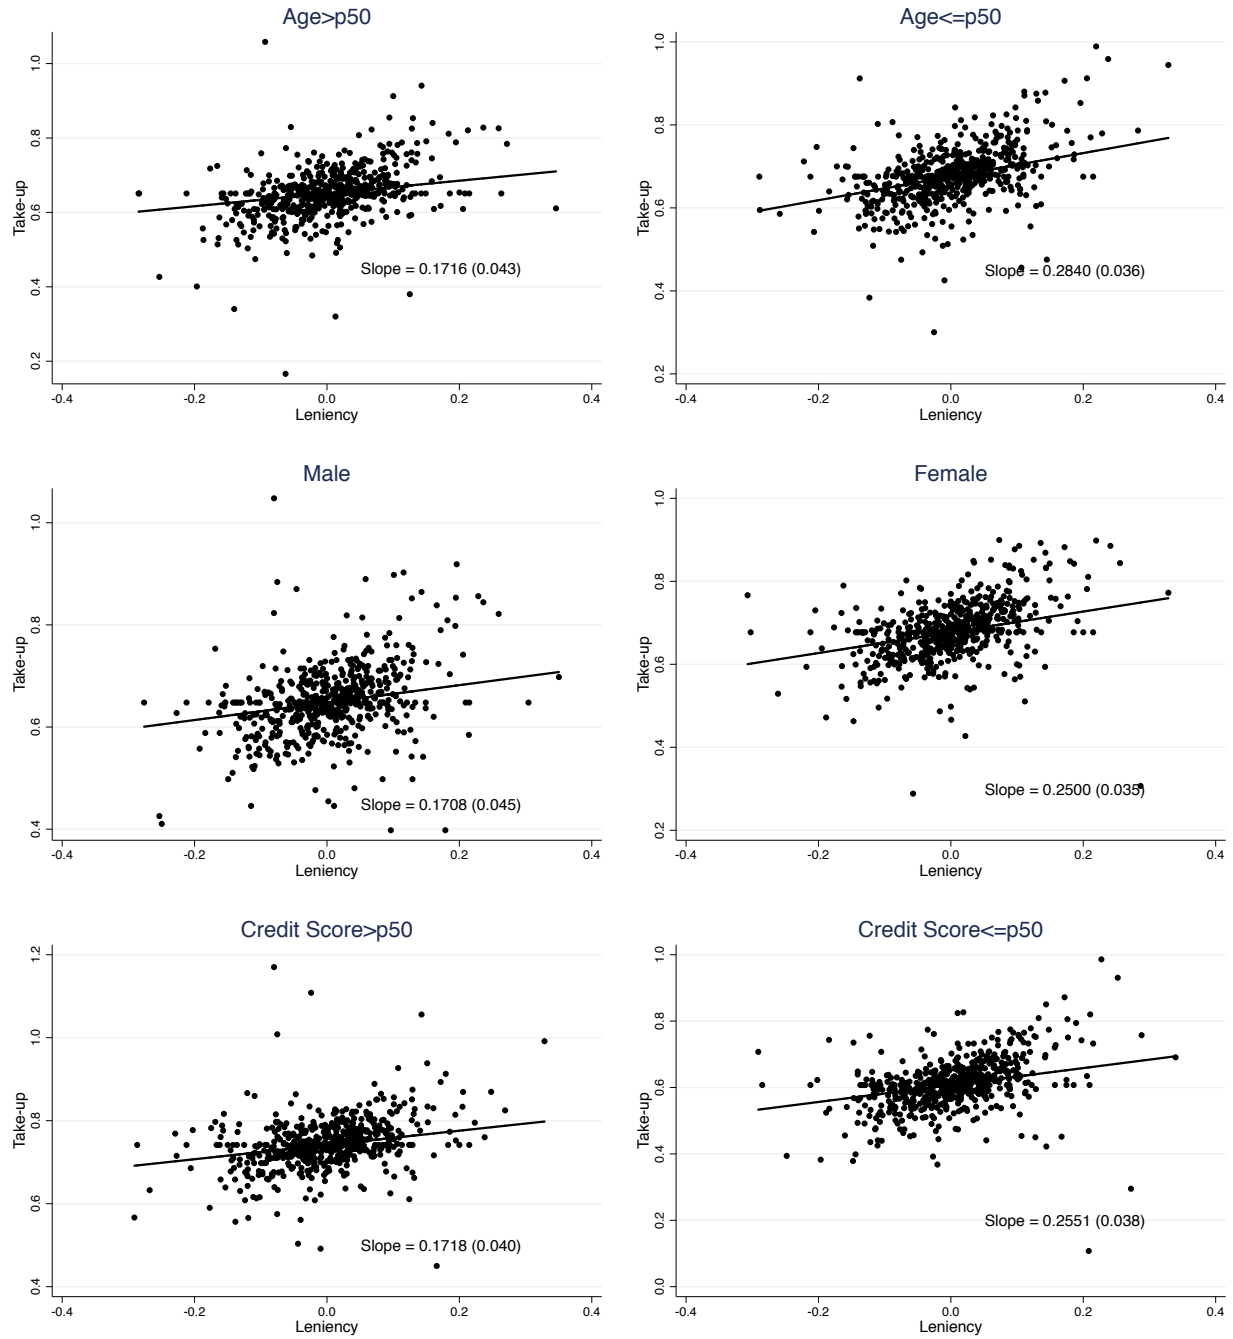 Age>p50
Take-up
1.0
0.8
0.6
0.4
0.2
Slope = 0.1716 (0.043)
-0.4 -0.2 0.0 0.2 0.4
Leniency
Age<=p50
Take-up
1.0
0.8
0.6
0.4
0.2
Slope = 0.2840 (0.036)
-0.4 -0.2 0.0 0.2 0.4
Leniency
Male
Take-up
1.0
0.8
0.6
0.4
Slope = 0.1708 (0.045)
-0.4 -0.2 0.0 0.2 0.4
Leniency
Female
Take-up
1.0
0.8
0.6
0.4
0.2
Slope = 0.2500 (0.035)
-0.4 -0.2 0.0 0.2 0.4
Leniency
Credit Score>p50
Take-up
1.2
1.0
0.8
0.6
0.4
Slope = 0.1718 (0.040)
-0.4 -0.2 0.0 0.2 0.4
Leniency
Credit Score<=p50
Take-up
1.0
0.8
0.6
0.4
0.2
0.0
Slope = 0.2551 (0.038)
-0.4 -0.2 0.0 0.2 0.4
Leniency